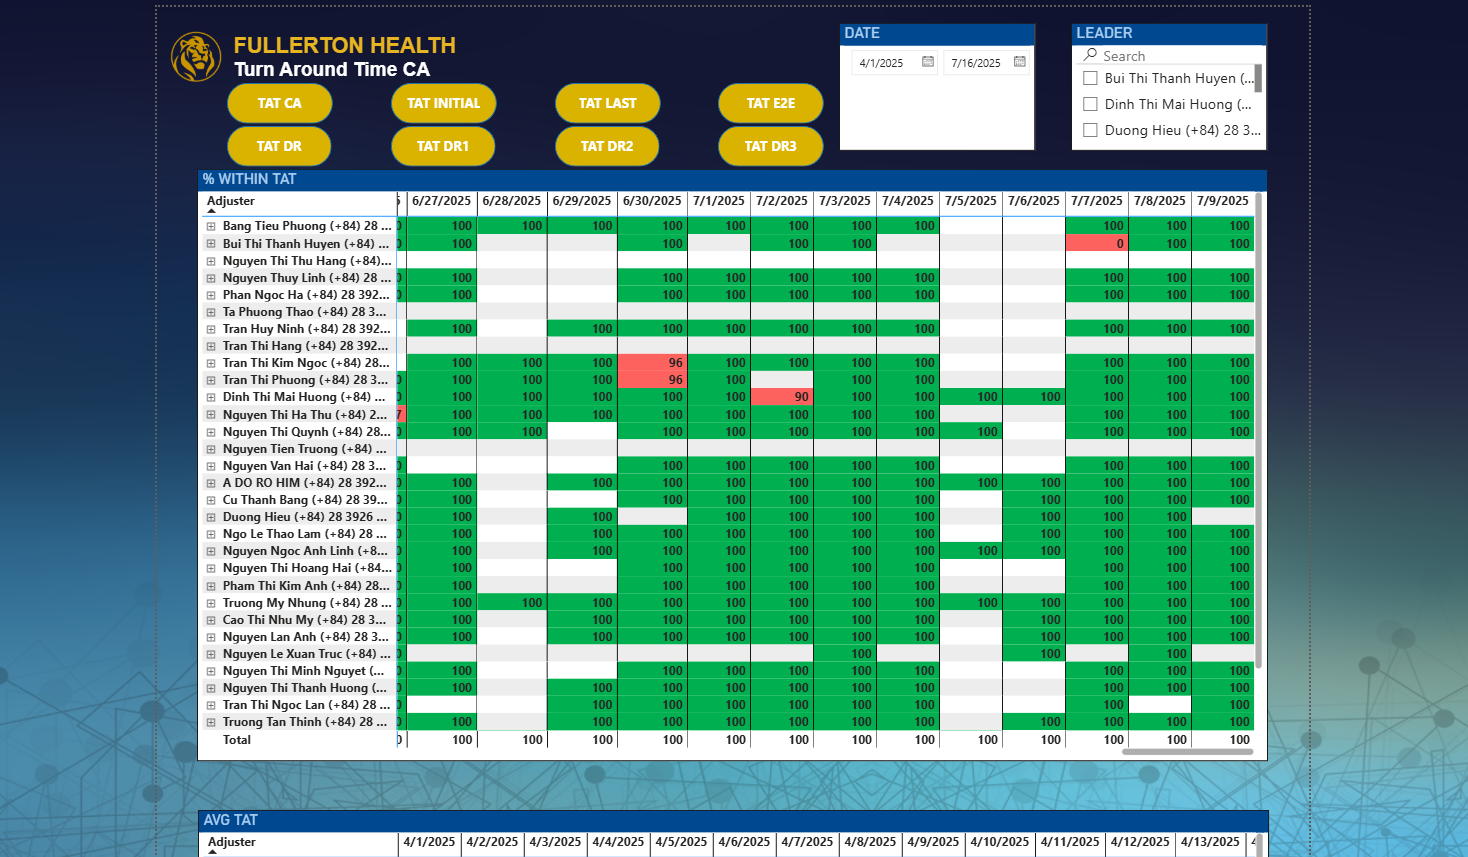 FULLERTON HEALTH
Turn Around Time CA
DATE
4/1/2025 7/16/2025
LEADER
Search
Bui Thi Thanh Huyen (...
Dinh Thi Mai Huong (...
Duong Hieu (+84) 28 3...
TAT CA TAT INITIAL TAT LAST TAT E2E
TAT DR TAT DR1 TAT DR2 TAT DR3
% WITHIN TAT
Adjuster 6/27/2025 6/28/2025 6/29/2025 6/30/2025 7/1/2025 7/2/2025 7/3/2025 7/4/2025 7/5/2025 7/6/2025 7/7/2025 7/8/2025 7/9/2025
Bang Tieu Phuong (+84) 28 ... 100 100 100 100 100 100 100 100 100 100 100
Bui Thi Thanh Huyen (+84) ... 100 100 100 100 0 100 100
Nguyen Thi Thu Hang (+84)...
Nguyen Thuy Linh (+84) 28 ... 100 100 100 100 100 100 100 100 100
Phan Ngoc Ha (+84) 28 392... 100 100 100 100 100 100 100 100 100
Ta Phuong Thao (+84) 28 3...
Tran Huy Ninh (+84) 28 392... 100 100 100 100 100 100 100 100 100 100
Tran Thi Hang (+84) 28 392...
Tran Thi Kim Ngoc (+84) 28... 100 100 100 96 100 100 100 100 100 100 100
Tran Thi Phuong (+84) 28 3... 100 100 100 96 100 100 100 100 100 100
Dinh Thi Mai Huong (+84) ... 100 100 100 100 100 90 100 100 100 100 100 100 100
Nguyen Thi Ha Thu (+84) 2... 100 100 100 100 100 100 100 100 100 100 100
Nguyen Thi Quynh (+84) 28... 100 100 100 100 100 100 100 100 100 100 100
Nguyen Tien Truong (+84) ...
Nguyen Van Hai (+84) 28 3... 100 100 100 100 100 100 100 100
A DO RO HIM (+84) 28 392... 100 100 100 100 100 100 100 100 100 100 100 100
Cu Thanh Bang (+84) 28 39... 100 100 100 100 100 100 100 100 100 100
Duong Hieu (+84) 28 3926 ... 100 100 100 100 100 100 100 100 100
Ngo Le Thao Lam (+84) 28 ... 100 100 100 100 100 100 100 100 100 100 100
Nguyen Ngoc Anh Linh (+8... 100 100 100 100 100 100 100 100 100 100 100 100
Nguyen Thi Hoang Hai (+84... 100 100 100 100 100 100 100 100 100
Pham Thi Kim Anh (+84) 28... 100 100 100 100 100 100 100 100 100
Truong My Nhung (+84) 28 ... 100 100 100 100 100 100 100 100 100 100 100 100 100
Cao Thi Nhu My (+84) 28 3... 100 100 100 100 100 100 100 100 100 100 100
Nguyen Lan Anh (+84) 28 3... 100 100 100 100 100 100 100 100 100 100 100
Nguyen Le Xuan Truc (+84) ... 100 100 100
Nguyen Thi Minh Nguyet (... 100 100 100 100 100 100 100 100 100
Nguyen Thi Thanh Huong (... 100 100 100 100 100 100 100 100 100 100
Tran Thi Ngoc Lan (+84) 28 ... 100 100 100 100 100 100 100 100
Truong Tan Thinh (+84) 28 ... 100 100 100 100 100 100 100 100 100 100 100
Total 100 100 100 100 100 100 100 100 100 100 100 100 100
AVG TAT
Adjuster 4/1/2025 4/2/2025 4/3/2025 4/4/2025 4/5/2025 4/6/2025 4/7/2025 4/8/2025 4/9/2025 4/10/2025 4/11/2025 4/12/2025 4/13/2025